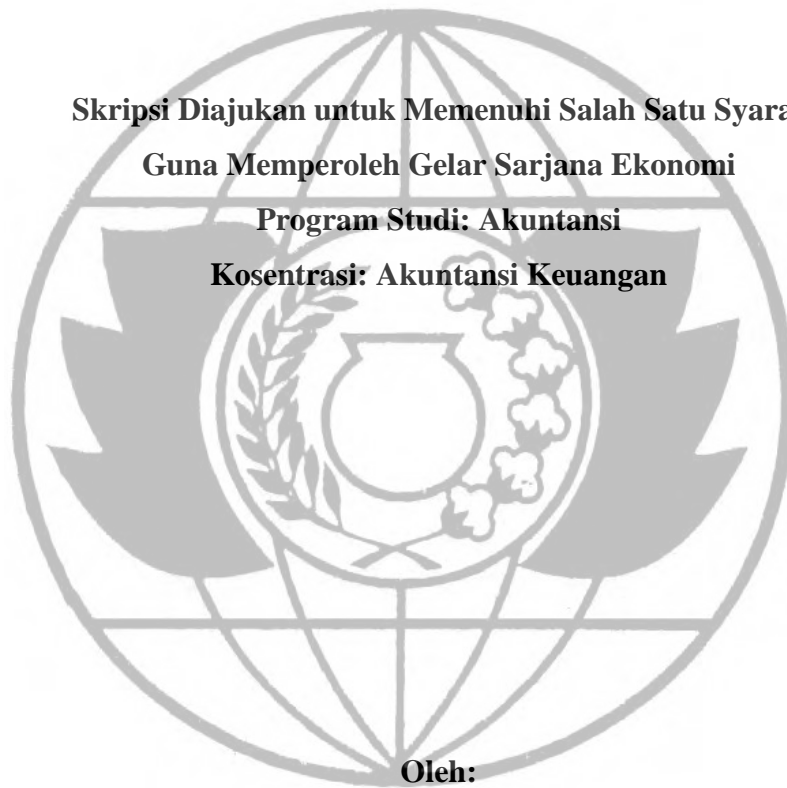 Skripsi Diajukan untuk Memenuhi Salah Satu Syara
Guna Memperoleh Gelar Sarjana Ekonomi
Program Studi: Akuntansi
Kosentrasi: Akuntansi Keuangan
Oleh: